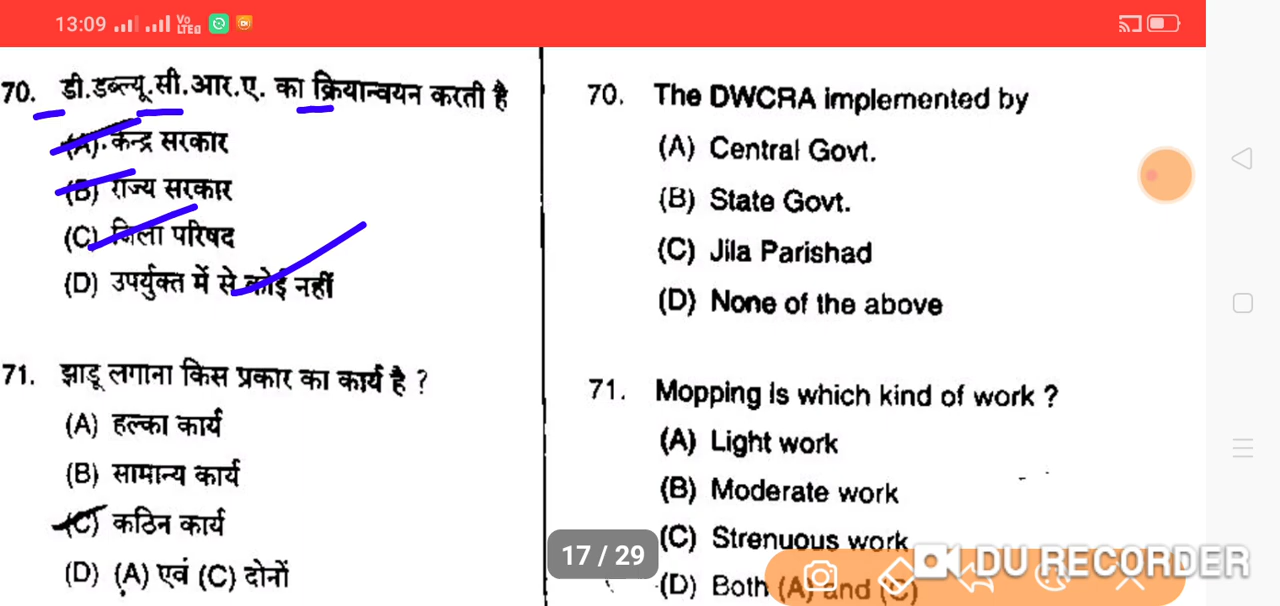 13:09
Vo
LTE
70. डी.डब्ल्यू.सी.आर.ए. का क्रियान्वयन करती है
(A) केन्द्र सरकार
(B) राज्य सरकार
(C) जिला परिषद
(D) उपर्युक्त में से कोई नहीं
71. झाडू लगाना किस प्रकार का कार्य है ?
(A) हल्का कार्य
(B) सामान्य कार्य
(C) कठिन कार्य
(D) (A) एवं (C) दोनों
70. The DWCRA implemented by
(A) Central Govt.
(B) State Govt.
(C) Jila Parishad
(D) None of the above
71. Mopping is which kind of work ?
(A) Light work
(B) Moderate work
(C) Strenuous work
(D) Both (A) and (C)
17 / 29
DU RECORDER